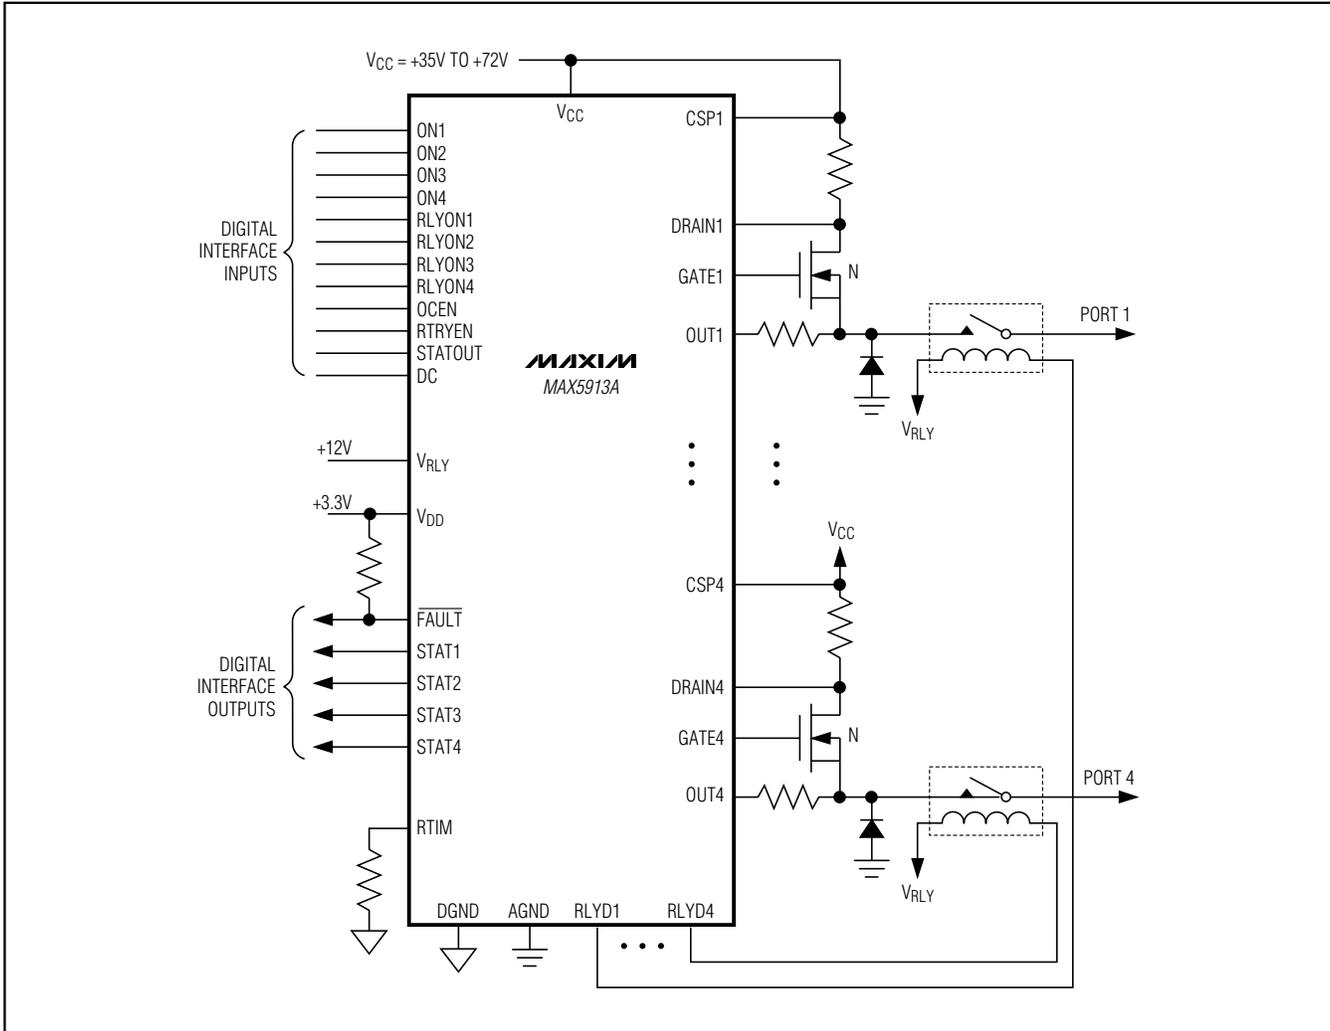 VCC = +35V TO +72V
VCC
ON1
ON2
ON3
ON4
RLYON1
RLYON2
RLYON3
RLYON4
OCEN
RTRYEN
STATOUT
DC
DIGITAL
INTERFACE
INPUTS
+12V
VRLY
+3.3V
VDD
FAULT
STAT1
STAT2
STAT3
STAT4
DIGITAL
INTERFACE
OUTPUTS
RTIM
DGND
AGND
RLYD1
RLYD4
MAXIM
MAX5913A
CSP1
DRAIN1
GATE1
N
OUT1
PORT 1
VRLY
VCC
CSP4
DRAIN4
GATE4
N
OUT4
PORT 4
VRLY